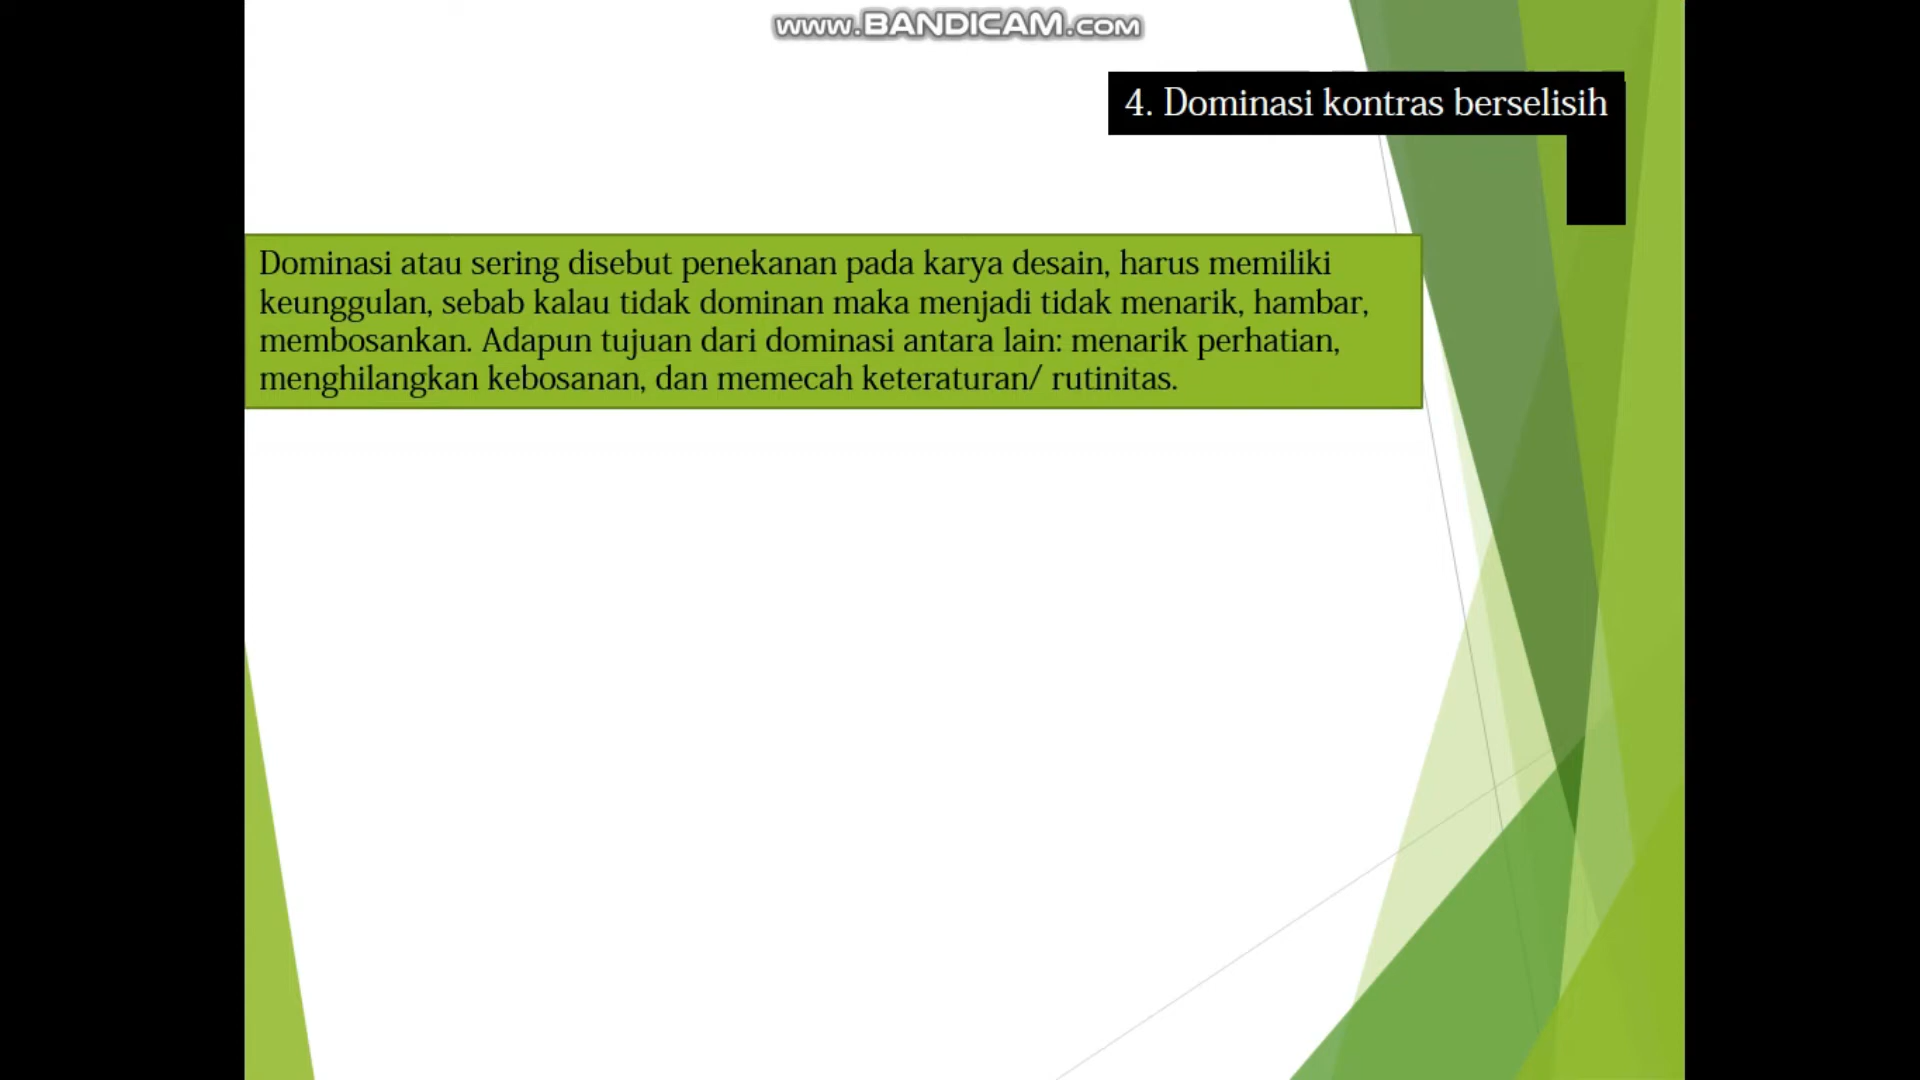 www.BANDICAM.com
4. Dominasi kontras berselisih
Dominasi atau sering disebut penekanan pada karya desain, harus memiliki
keunggulan, sebab kalau tidak dominan maka menjadi tidak menarik, hambar,
membosankan. Adapun tujuan dari dominasi antara lain: menarik perhatian,
menghilangkan kebosanan, dan memecah keteraturan/ rutinitas.